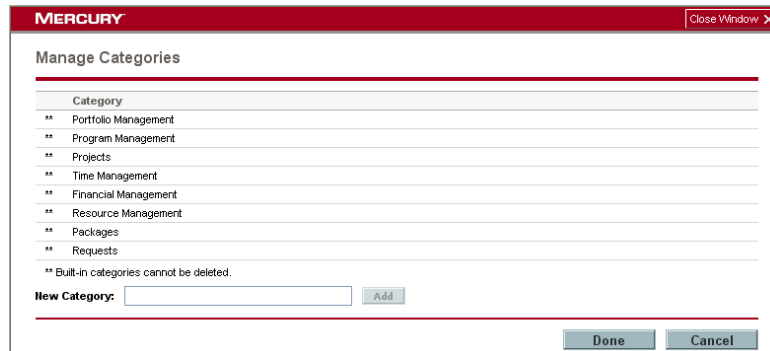 MERCURY™
Close Window X
Manage Categories
Category
** Portfolio Management
** Program Management
** Projects
** Time Management
** Financial Management
** Resource Management
** Packages
** Requests
** Built-in categories cannot be deleted.
New Category: Add
Done Cancel